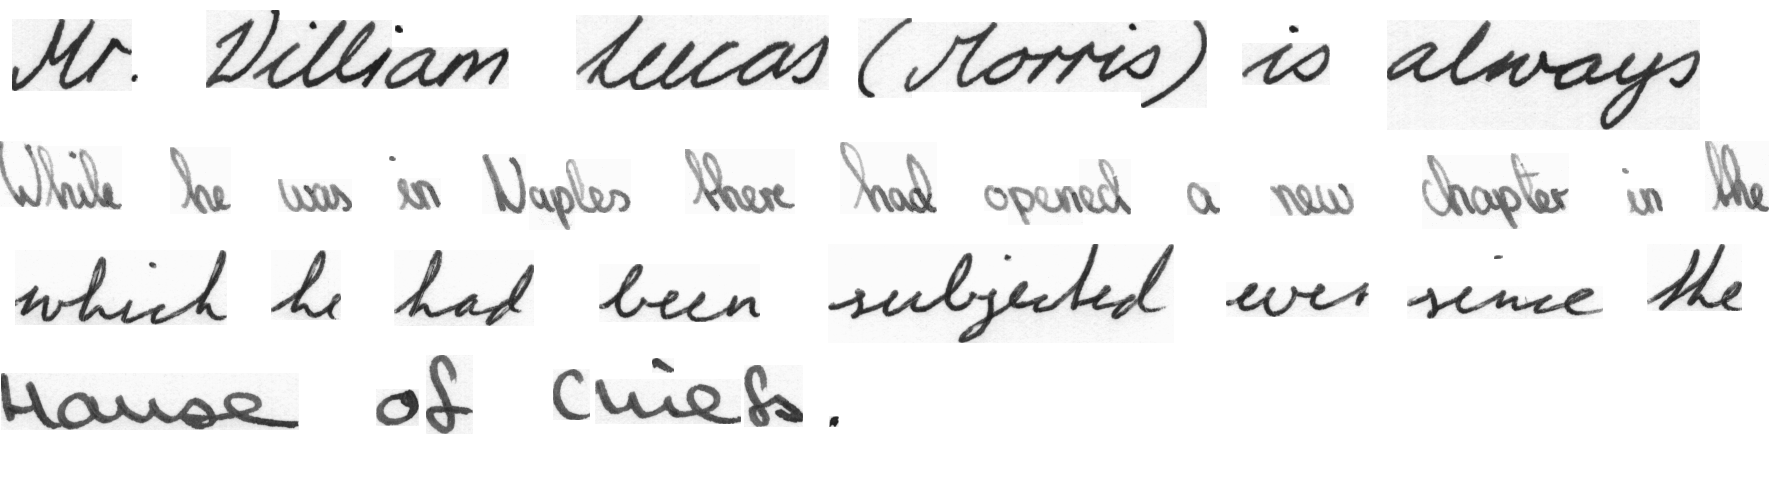 Mr. William Lucas (Morris) is always
While he was in Naples there had opened a new chapter in the
which he had been subjected ever since the
House of Chiefs.